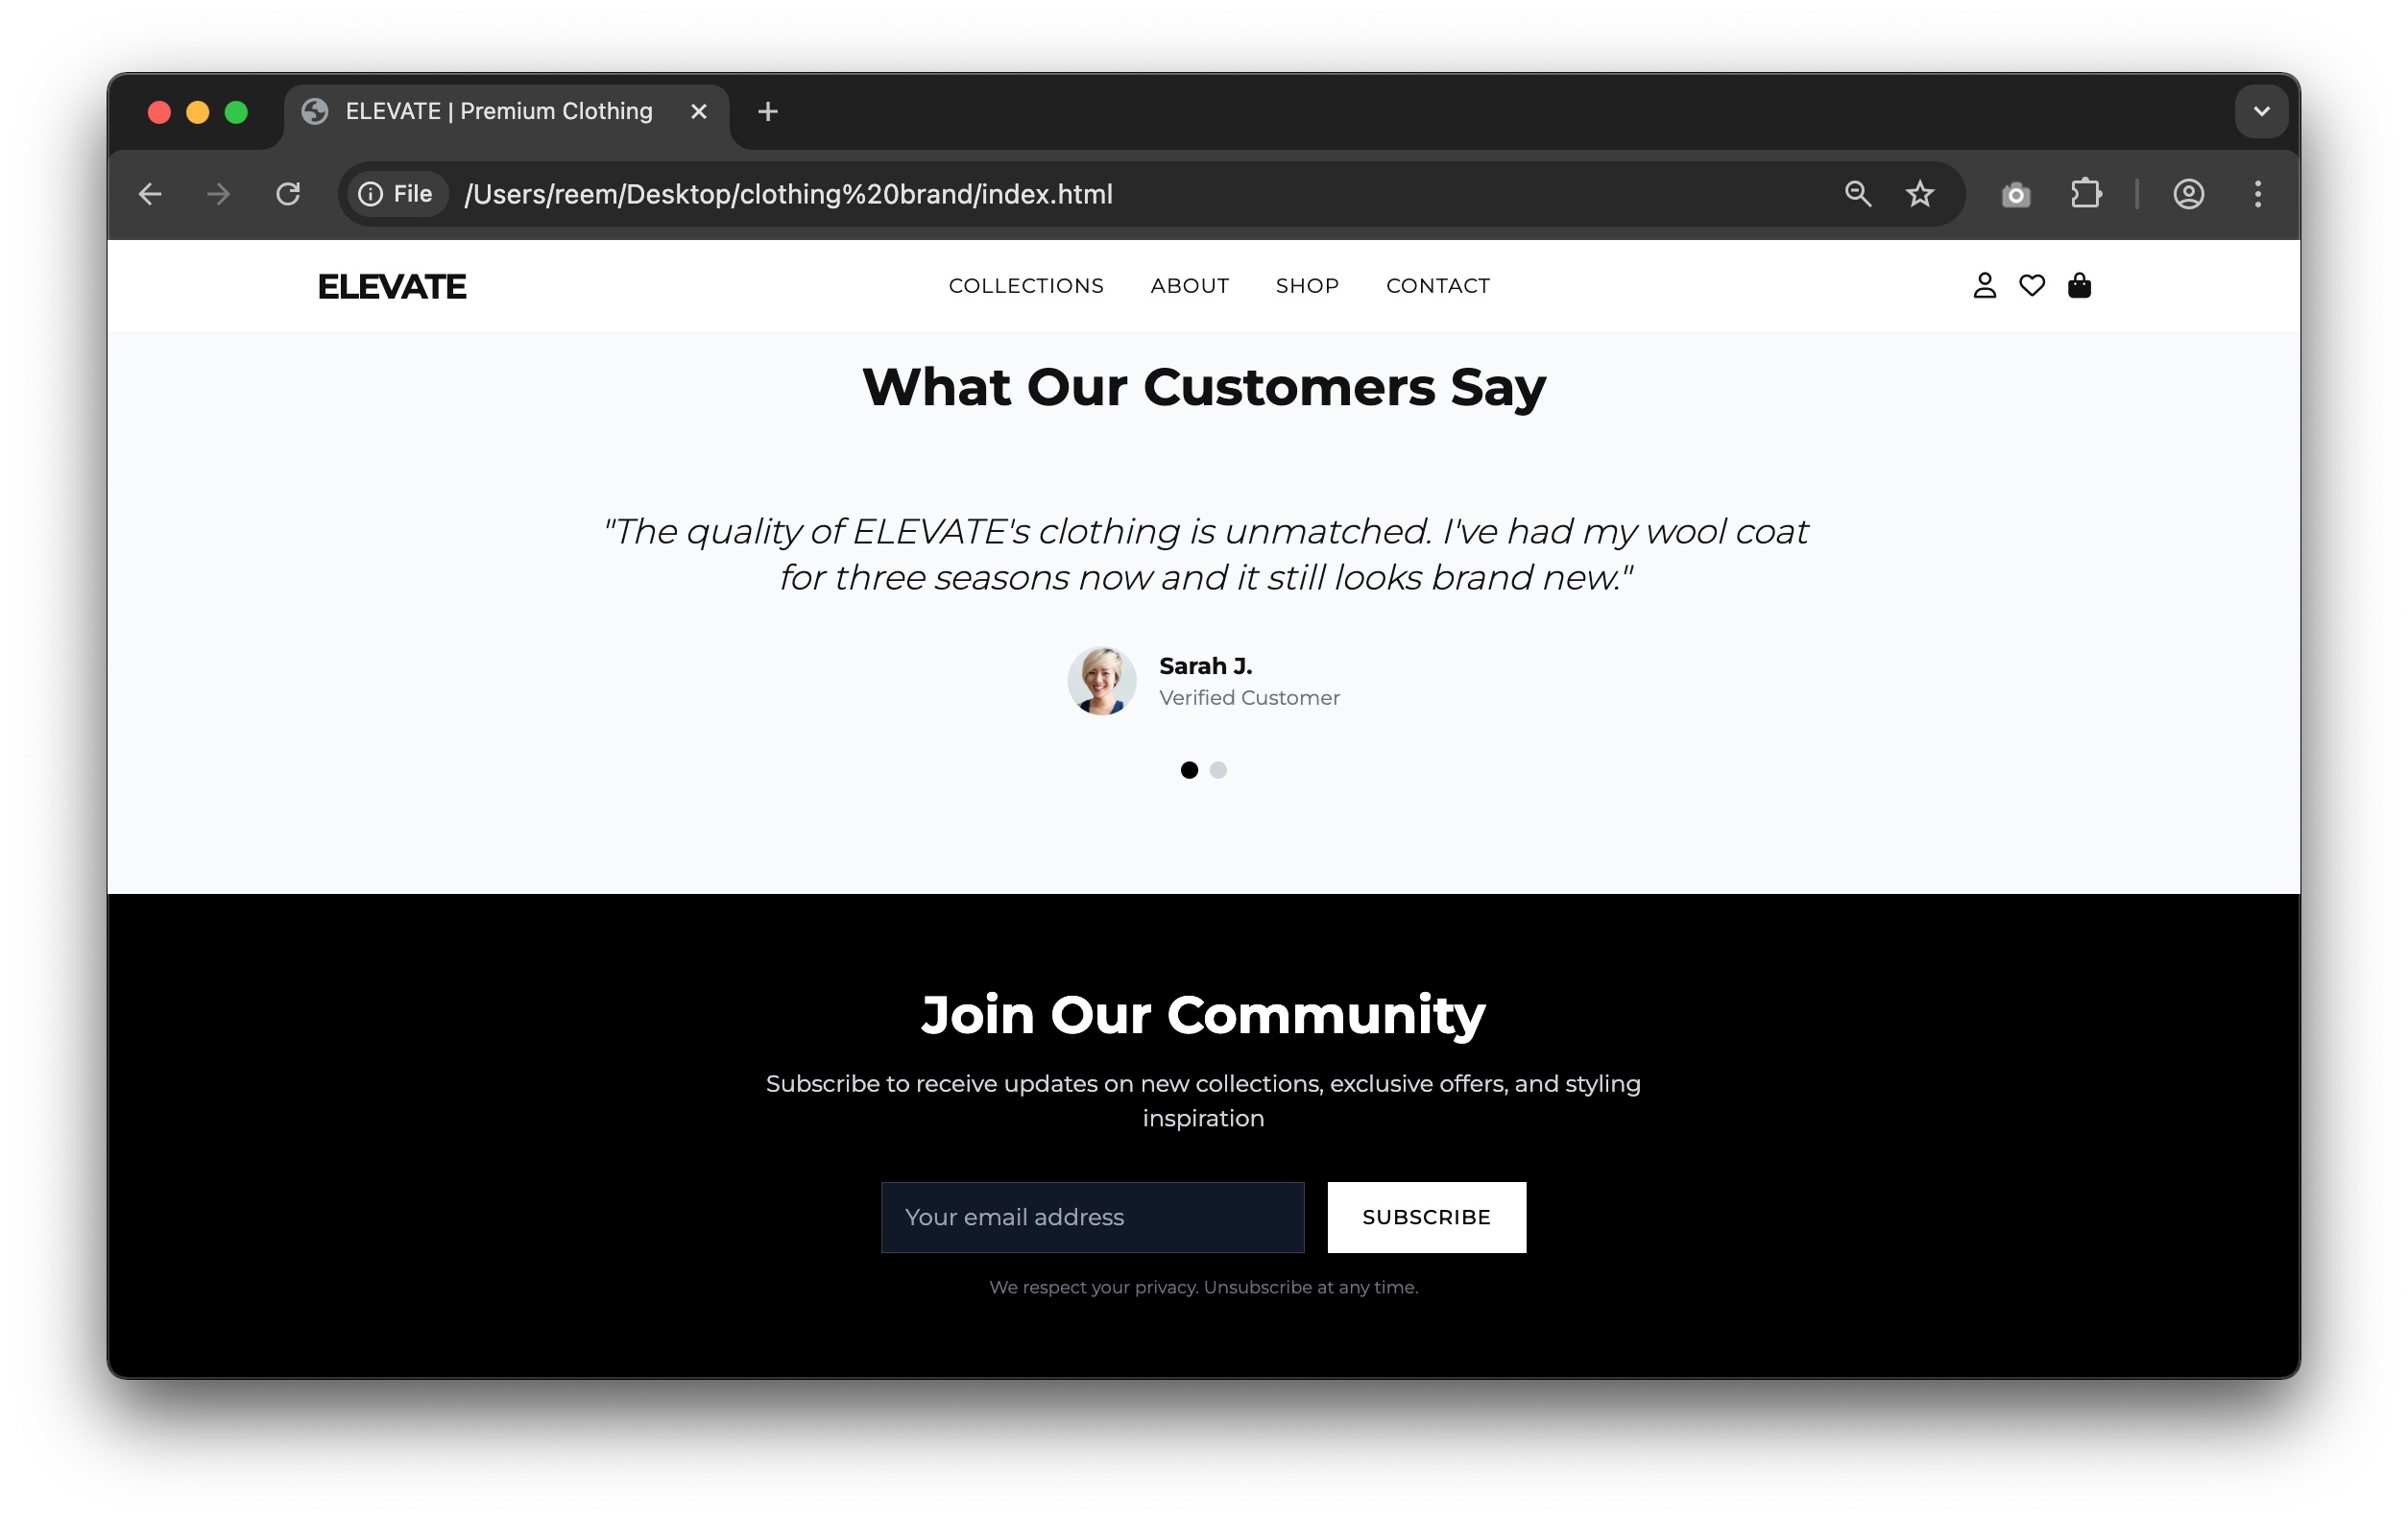 ELEVATE | Premium Clothing
File /Users/reem/Desktop/clothing%20brand/index.html
ELEVATE COLLECTIONS ABOUT SHOP CONTACT
What Our Customers Say
"The quality of ELEVATE's clothing is unmatched. I've had my wool coat
for three seasons now and it still looks brand new."
Sarah J.
Verified Customer
Join Our Community
Subscribe to receive updates on new collections, exclusive offers, and styling
inspiration
Your email address SUBSCRIBE
We respect your privacy. Unsubscribe at any time.